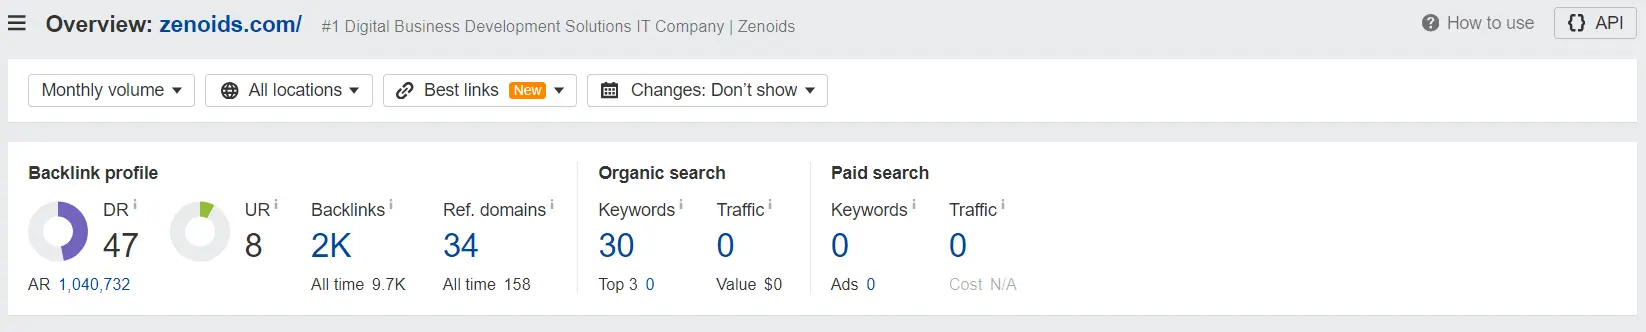 Overview: zenoids.com/ #1 Digital Business Development Solutions IT Company | Zenoids How to use API
Monthly volume All locations Best links New Changes: Don't show
Backlink profile Organic search Paid search
DR i UR i Backlinks i Ref. domains i Keywords i Traffic i Keywords i Traffic i
47 8 2K 34 30 0 0 0
AR 1,040,732 All time 9.7K All time 158 Top 3 0 Value $0 Ads 0 Cost N/A